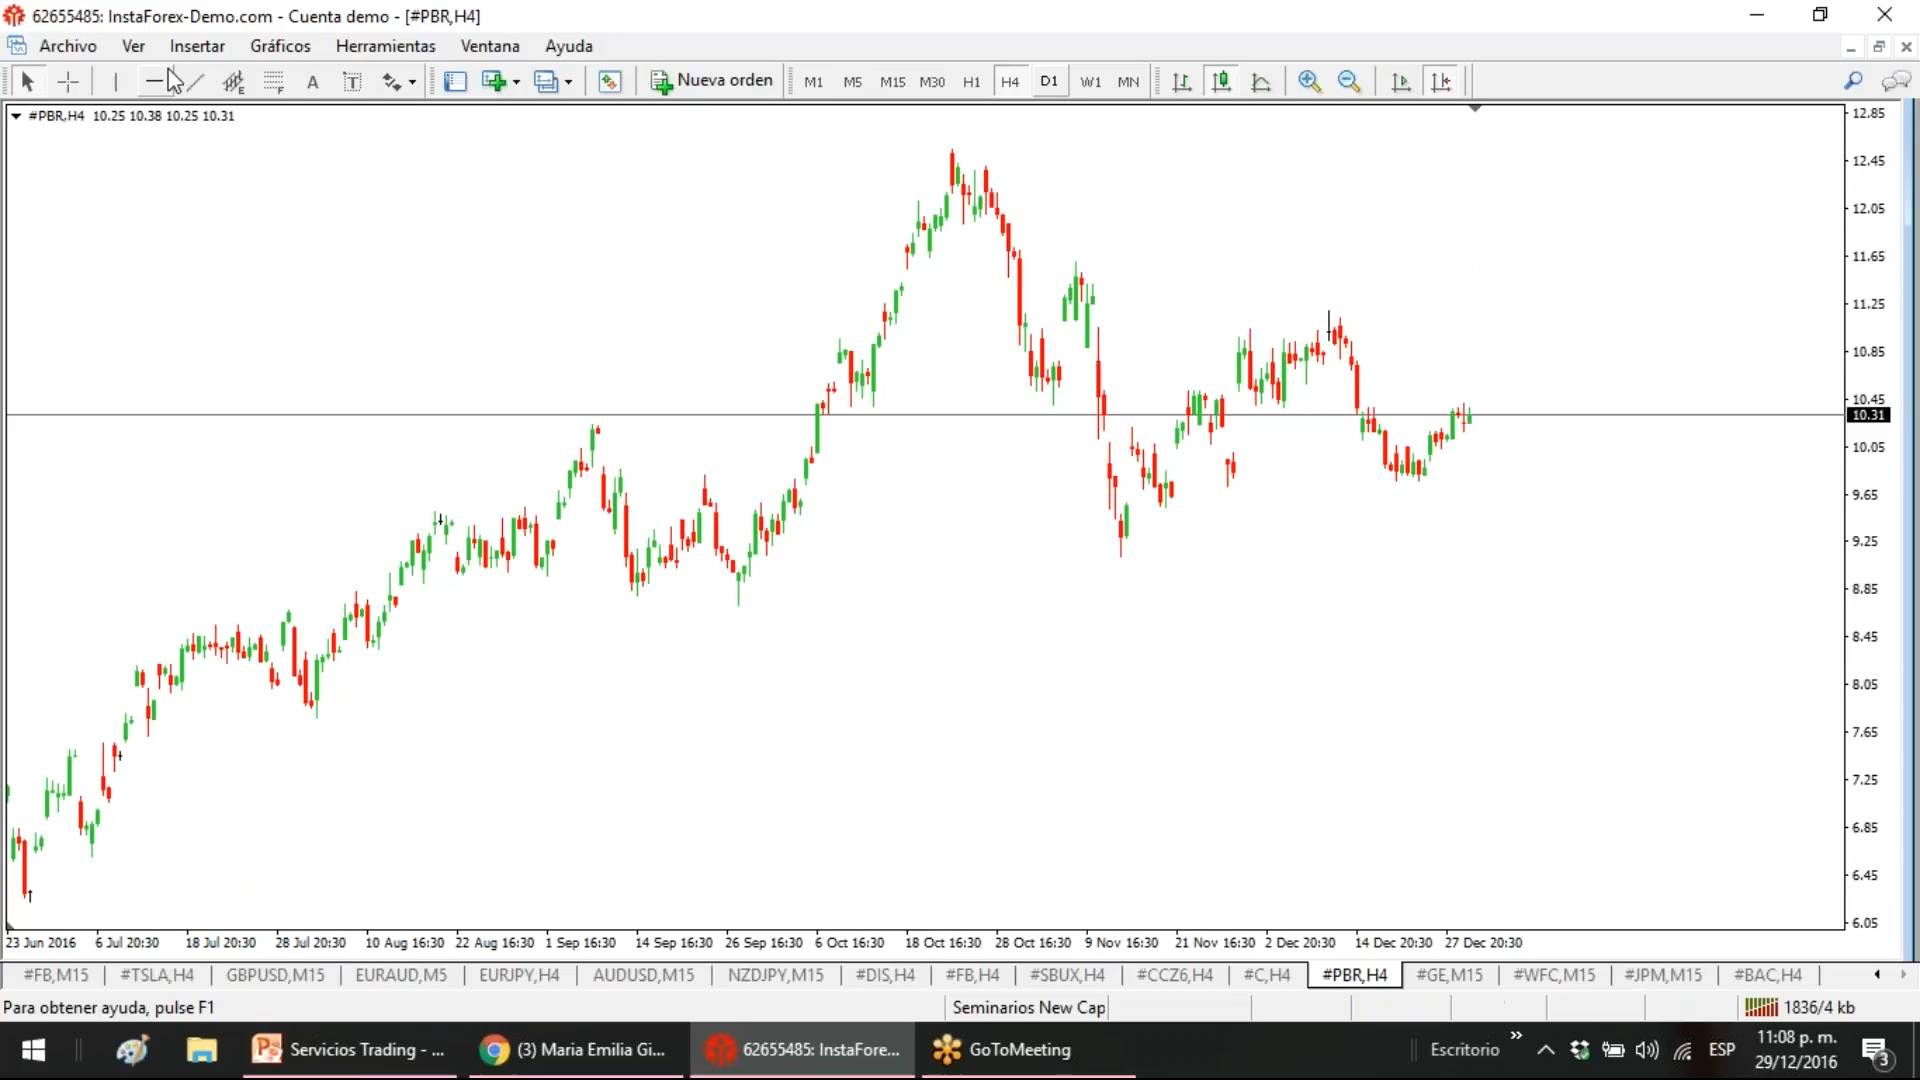 62655485: InstaForex-Demo.com - Cuenta demo - [#PBR,H4]
Archivo Ver Insertar Gráficos Herramientas Ventana Ayuda
A T Nueva orden M1 M5 M15 M30 H1 H4 D1 W1 MN
#PBR,H4 10.25 10.38 10.25 10.31
12.85
12.45
12.05
11.65
11.25
10.85
10.45
10.31
10.05
9.65
9.25
8.85
8.45
8.05
7.65
7.25
6.85
6.45
6.05
23 Jun 2016 6 Jul 20:30 18 Jul 20:30 28 Jul 20:30 10 Aug 16:30 22 Aug 16:30 1 Sep 16:30 14 Sep 16:30 26 Sep 16:30 6 Oct 16:30 18 Oct 16:30 28 Oct 16:30 9 Nov 16:30 21 Nov 16:30 2 Dec 20:30 14 Dec 20:30 27 Dec 20:30
#FB,M15 #TSLA,H4 GBPUSD,M15 EURAUD,M5 EURJPY,H4 AUDUSD,M15 NZDJPY,M15 #DIS,H4 #FB,H4 #SBUX,H4 #CCZ6,H4 #C,H4 #PBR,H4 #GE,M15 #WFC,M15 #JPM,M15 #BAC,H4
Para obtener ayuda, pulse F1 Seminarios New Cap 1836/4 kb
Servicios Trading - ... (3) Maria Emilia Gi... 62655485: InstaFore... GoToMeeting Escritorio » ESP 11:08 p. m.
29/12/2016 3